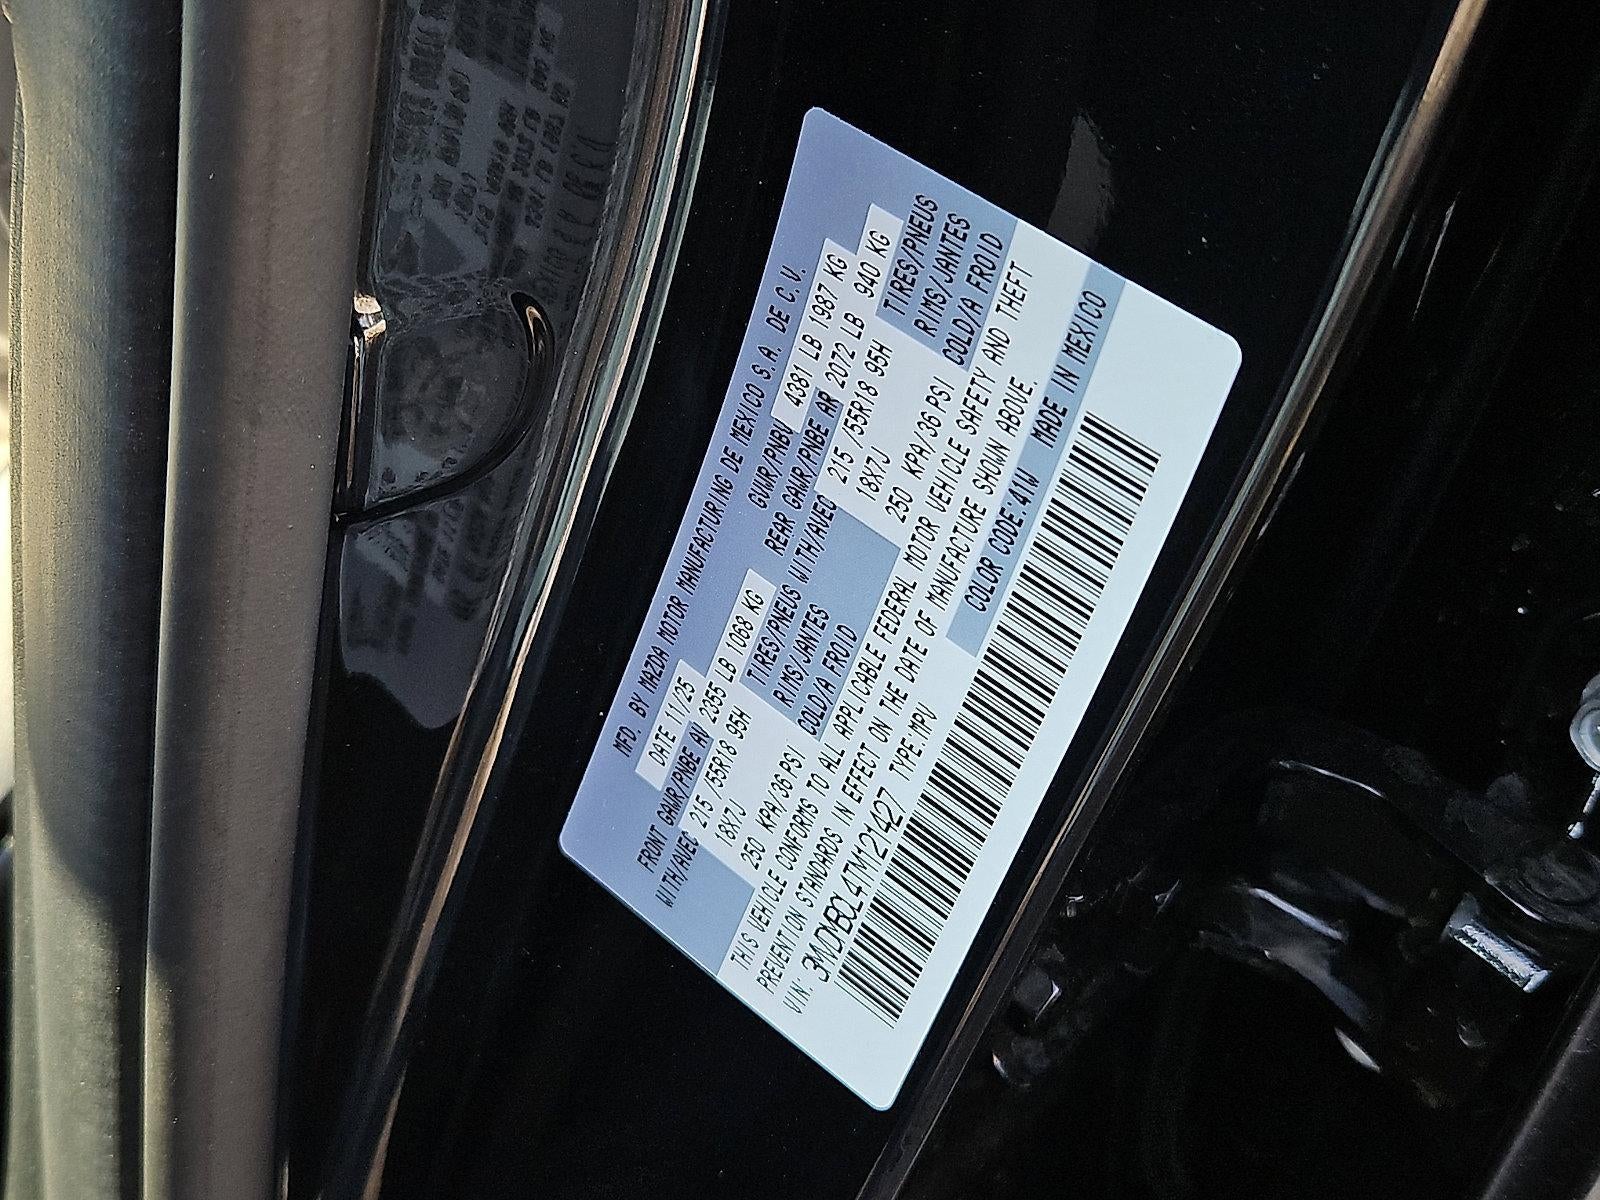 MFD. BY MAZDA MOTOR MANUFACTURING DE MEXICO S.A. DE C.V.
DATE 11/25 GVWR/PNBV 4381 LB 1987 KG
FRONT GAWR/PNBE AV 2355 LB 1068 KG REAR GAWR/PNBE AR 2072 LB 940 KG
WITH/AVEC 215 /55R18 95H TIRES/PNEUS WITH/AVEC 215 /55R18 95H TIRES/PNEUS
18X7J RIMS/JANTES 18X7J RIMS/JANTES
250 KPA/36 PSI COLD/A FROID 250 KPA/36 PSI COLD/A FROID
THIS VEHICLE CONFORMS TO ALL APPLICABLE FEDERAL MOTOR VEHICLE SAFETY AND THEFT
PREVENTION STANDARDS IN EFFECT ON THE DATE OF MANUFACTURE SHOWN ABOVE.
VIN: 3MVDMBCL4TM121427 TYPE:MPV COLOR CODE:41W MADE IN MEXICO